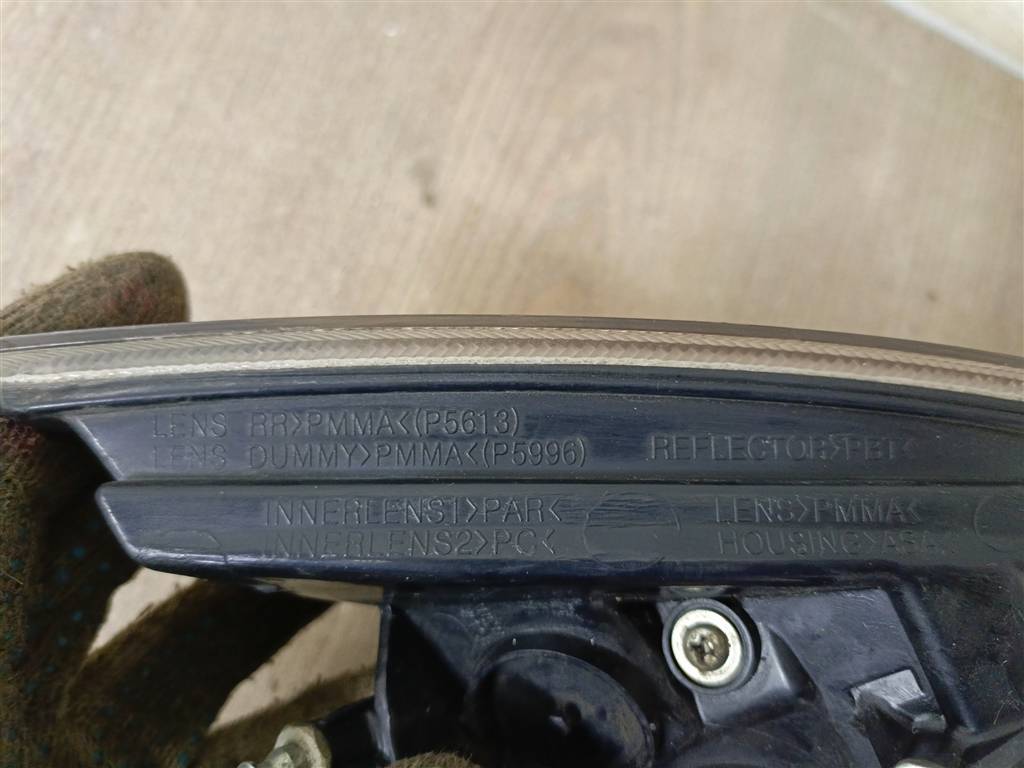 LENS RR>PMMA<(P5613)
LENS DUMMY>PMMA<(P5996)
REFLECTOR>PBT<
INNERLENS1>PAR<
INNERLENS2>PC<
LENS>PMMA<
HOUSING>ASA